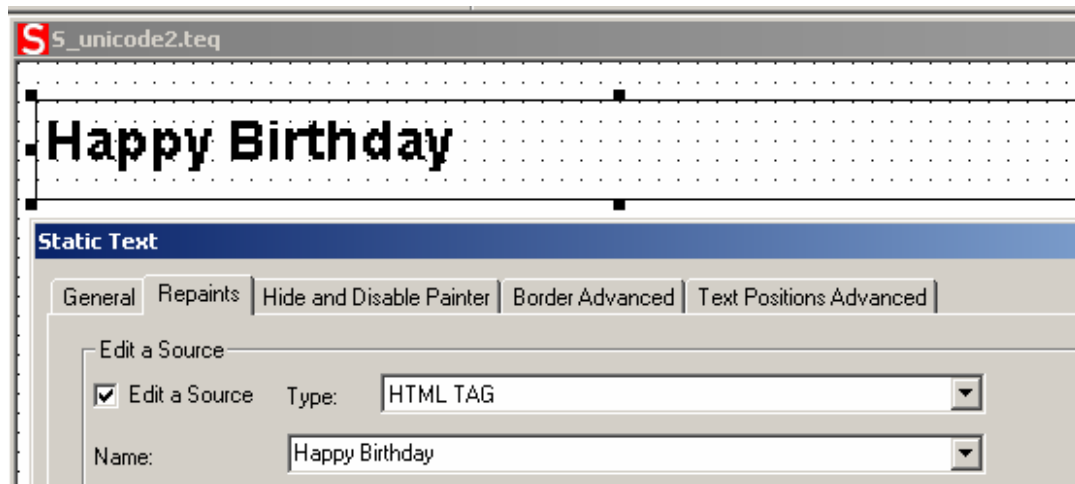 S S_unicode2.teq
Happy Birthday
Static Text
General Repaints Hide and Disable Painter Border Advanced Text Positions Advanced
Edit a Source
Edit a Source Type: HTML TAG
Name: Happy Birthday